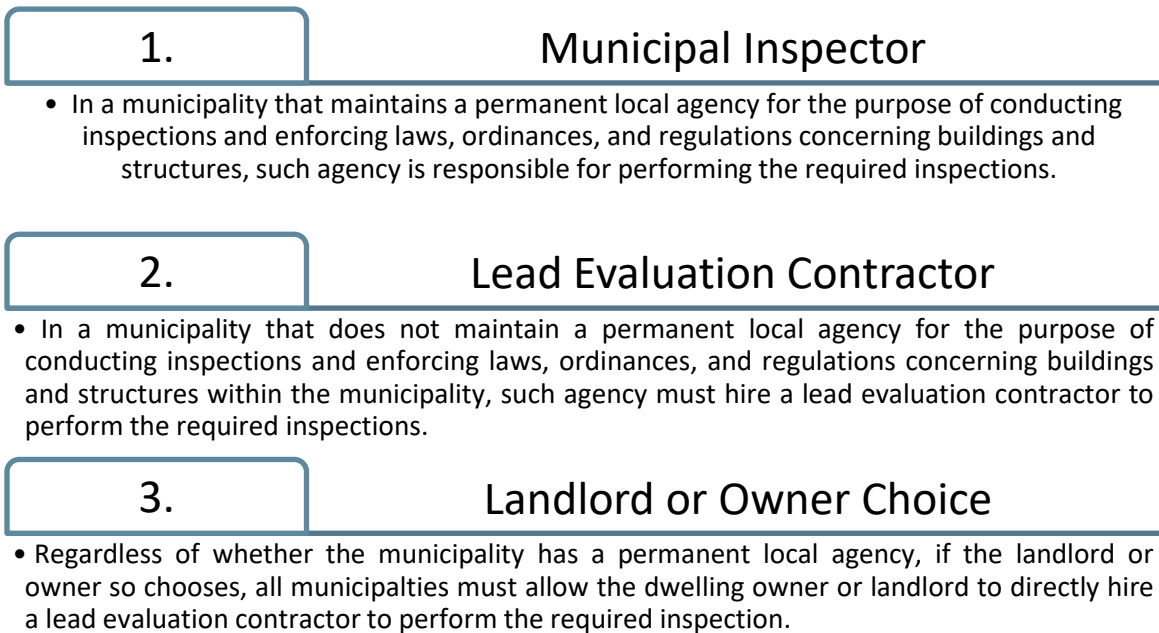 1. Municipal Inspector
• In a municipality that maintains a permanent local agency for the purpose of conducting
inspections and enforcing laws, ordinances, and regulations concerning buildings and
structures, such agency is responsible for performing the required inspections.
2. Lead Evaluation Contractor
• In a municipality that does not maintain a permanent local agency for the purpose of
conducting inspections and enforcing laws, ordinances, and regulations concerning buildings
and structures within the municipality, such agency must hire a lead evaluation contractor to
perform the required inspections.
3. Landlord or Owner Choice
• Regardless of whether the municipality has a permanent local agency, if the landlord or
owner so chooses, all municipalties must allow the dwelling owner or landlord to directly hire
a lead evaluation contractor to perform the required inspection.